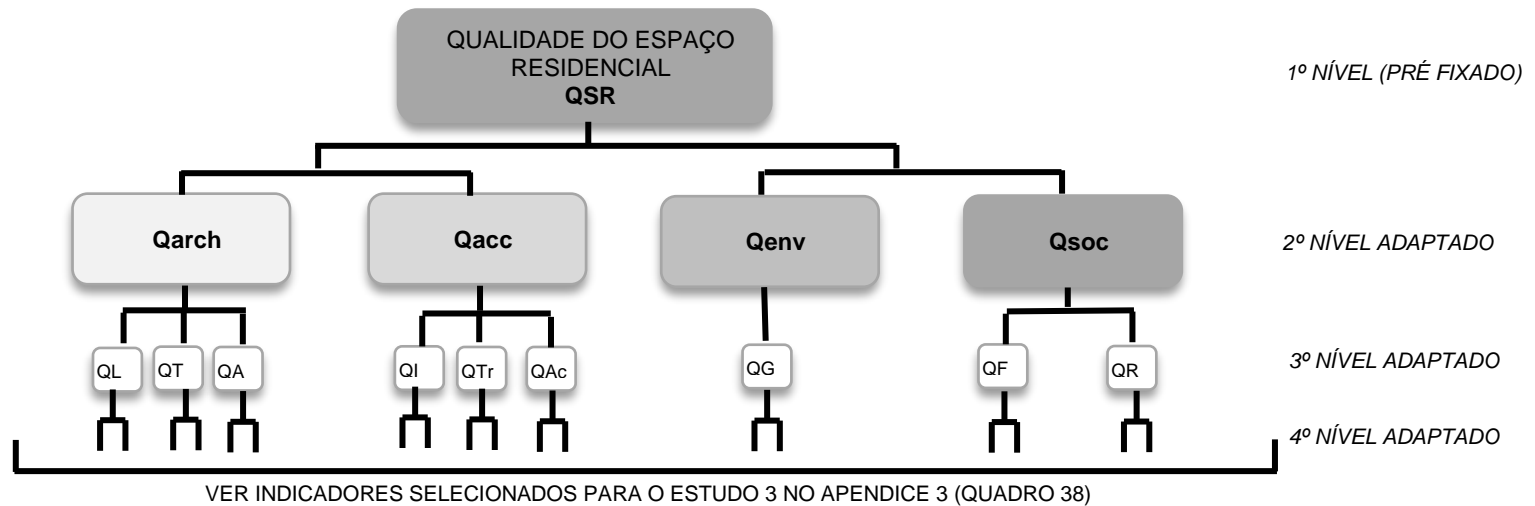 QUALIDADE DO ESPAÇO
RESIDENCIAL
QSR
1º NÍVEL (PRÉ FIXADO)
Qarch
Qacc
Qenv
Qsoc
2º NÍVEL ADAPTADO
QL
QT
QA
QI
QTr
QAc
QG
QF
QR
3º NÍVEL ADAPTADO
4º NÍVEL ADAPTADO
VER INDICADORES SELECIONADOS PARA O ESTUDO 3 NO APENDICE 3 (QUADRO 38)